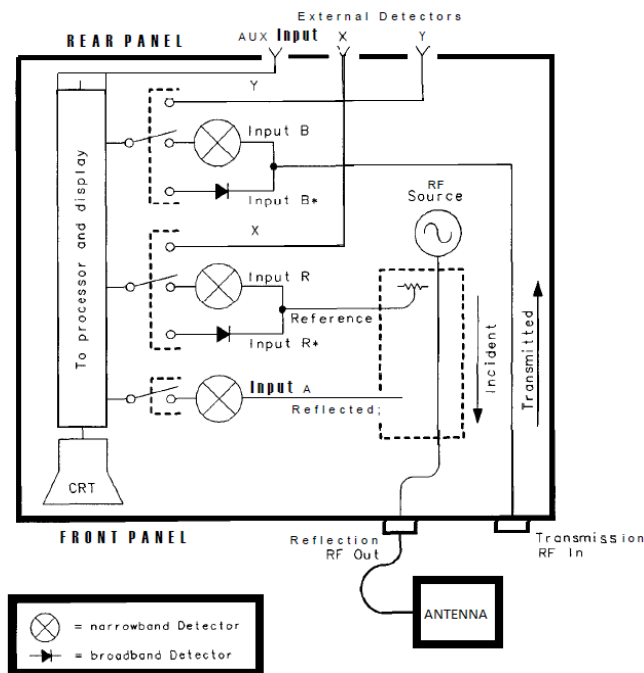 External Detectors
REAR PANEL
AUX Input X Y
Y
Input B
Input B*
RF
Source
X
Input R
Reference
Input R*
Incident
Transmitted
To processor and display
Input A
Reflected;
CRT
FRONT PANEL
Reflection
RF Out
Transmission
RF In
ANTENNA
= narrowband Detector
= broadband Detector